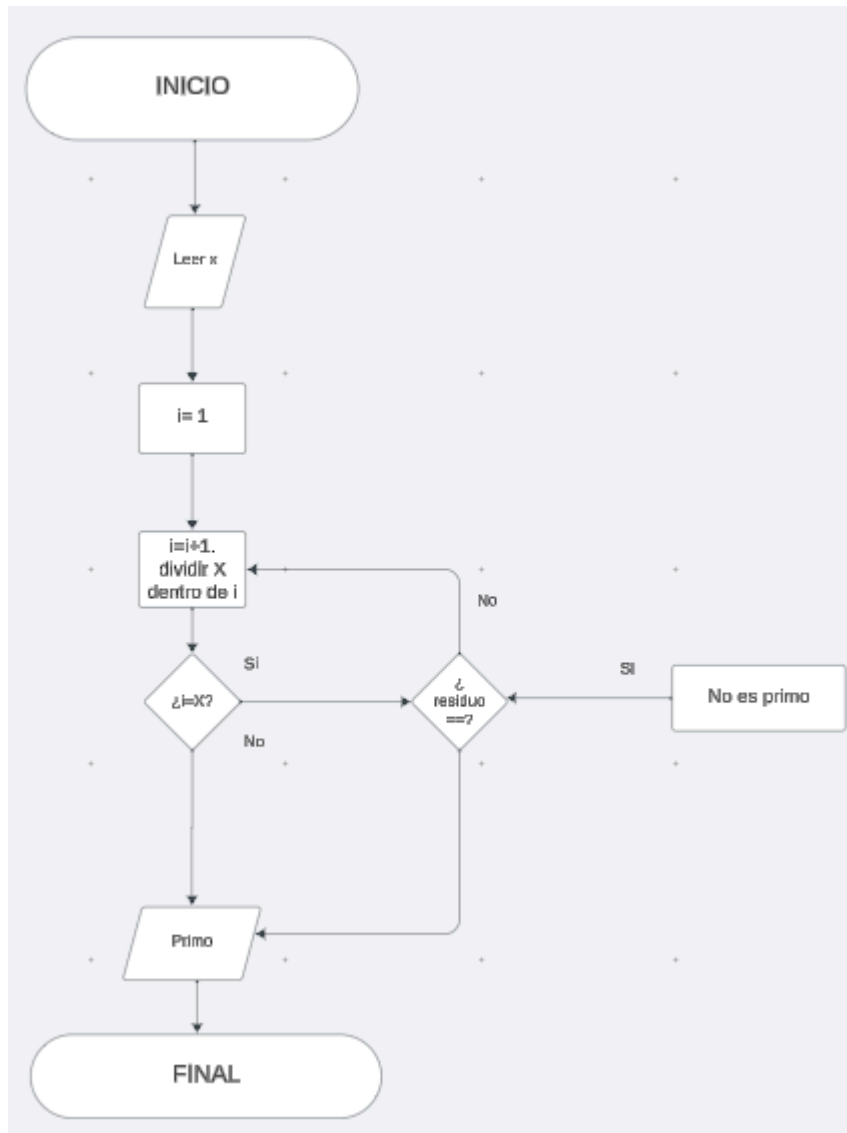 INICIO
Leer x
i= 1
i=i+1.
dividir X
dentro de i
No
Si
¿i=X?
¿
residuo
==?
SI
No es primo
No
Primo
FINAL